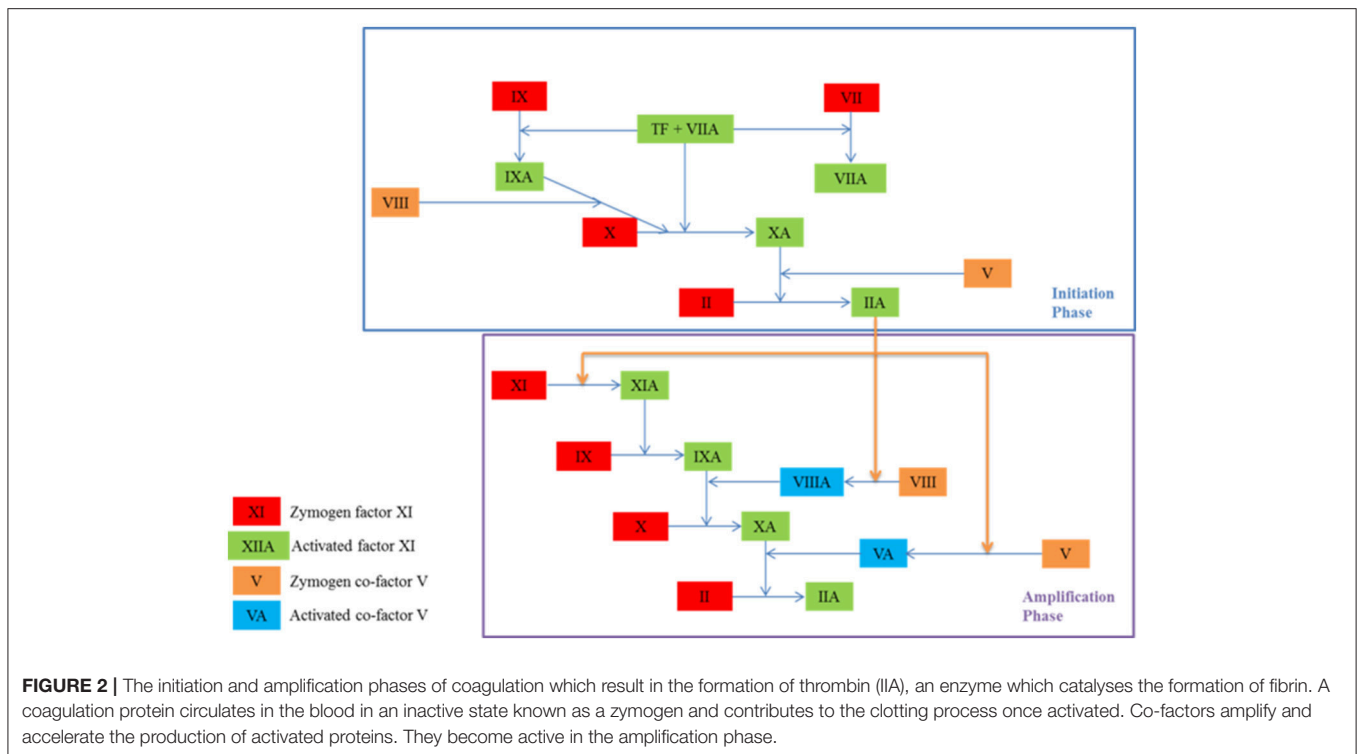 IX
VII
TF + VIIA
IXA
VIIA
VIII
X
XA
V
II
IIA
Initiation
Phase
XI
XIA
IX
IXA
VIIIA
VIII
X
XA
VA
V
II
IIA
Amplification
Phase
XI Zymogen factor XI
XIIA Activated factor XI
V Zymogen co-factor V
VA Activated co-factor V
FIGURE 2 | The initiation and amplification phases of coagulation which result in the formation of thrombin (IIA), an enzyme which catalyses the formation of fibrin. A
coagulation protein circulates in the blood in an inactive state known as a zymogen and contributes to the clotting process once activated. Co-factors amplify and
accelerate the production of activated proteins. They become active in the amplification phase.